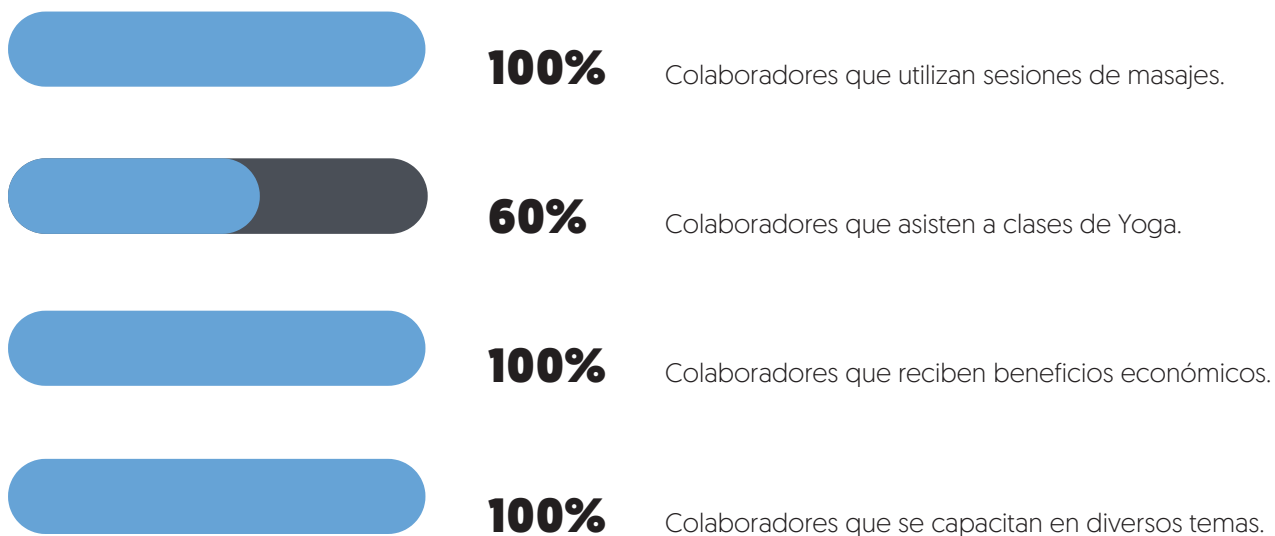 100% Colaboradores que utilizan sesiones de masajes.
60% Colaboradores que asisten a clases de Yoga.
100% Colaboradores que reciben beneficios económicos.
100% Colaboradores que se capacitan en diversos temas.